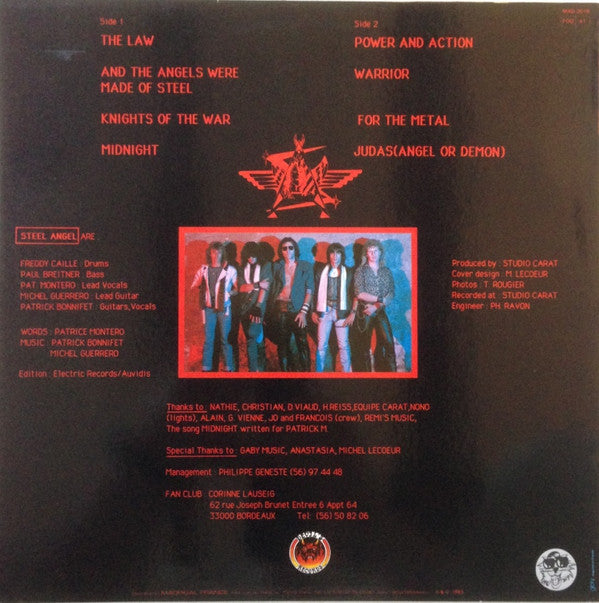 Side 1
THE LAW
AND THE ANGELS WERE
MADE OF STEEL
KNIGHTS OF THE WAR
MIDNIGHT
Side 2
POWER AND ACTION
WARRIOR
FOR THE METAL
JUDAS(ANGEL OR DEMON)
STEEL ANGEL ARE
FREDDY CAILLE : Drums
PAUL BREITNER : Bass
PAT MONTERO : Lead Vocals
MICHEL GUERRERO : Lead Guitar
PATRICK BONNIFET : Guitars,Vocals
WORDS : PATRICE MONTERO
MUSIC : PATRICK BONNIFET
MICHEL GUERRERO
Edition : Electric Records/Auvidis
Produced by : STUDIO CARAT
Cover design : M. LECOEUR
Photos : T. ROUGIER
Recorded at : STUDIO CARAT
Engineer : PH. RAVON
Thanks to : NATHIE, CHRISTIAN, D.VIAUD, H.REISS,EQUIPE CARAT,NONO
(lights), ALAIN, G. VIENNE, JO and FRANCOIS (crew), REMI'S MUSIC,
The song MIDNIGHT written for PATRICK M.
Special Thanks to : GABY MUSIC, ANASTASIA, MICHEL LECOEUR
Management : PHILIPPE GENESTE (56) 97 44 48
FAN CLUB : CORINNE LAUSEIG
62 rue Joseph Brunet Entree 6 Appt 64
33000 BORDEAUX Tel: (56) 50 82 06